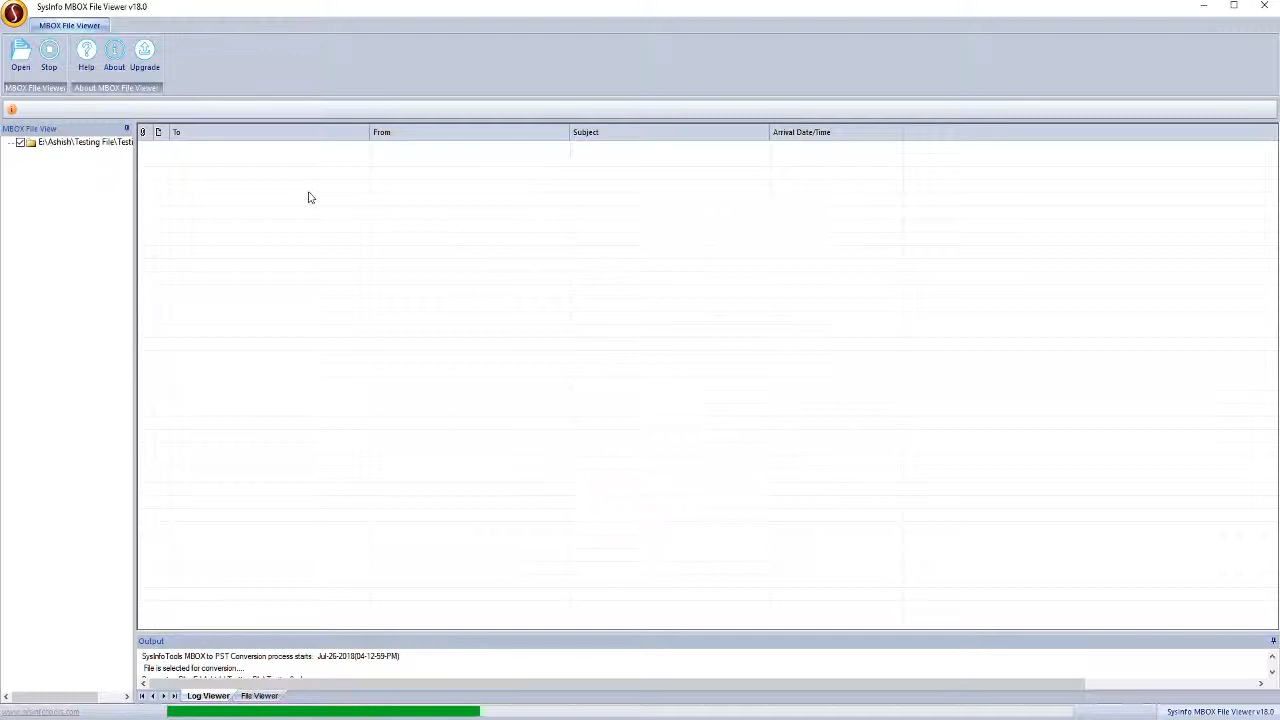 SysInfo MBOX File Viewer v18.0
MBOX File Viewer
Open Stop Help About Upgrade
MBOX File Viewer About MBOX File Viewer
MBOX File View
To From Subject Arrival Date/Time
E:\Ashish\Testing File\Testi
Output
SysInfoTools MBOX to PST Conversion process starts: Jul-26-2018(04-12-59-PM)
File is selected for conversion....
Log Viewer File Viewer
www.sysinfotools.com
SysInfo MBOX File Viewer v18.0